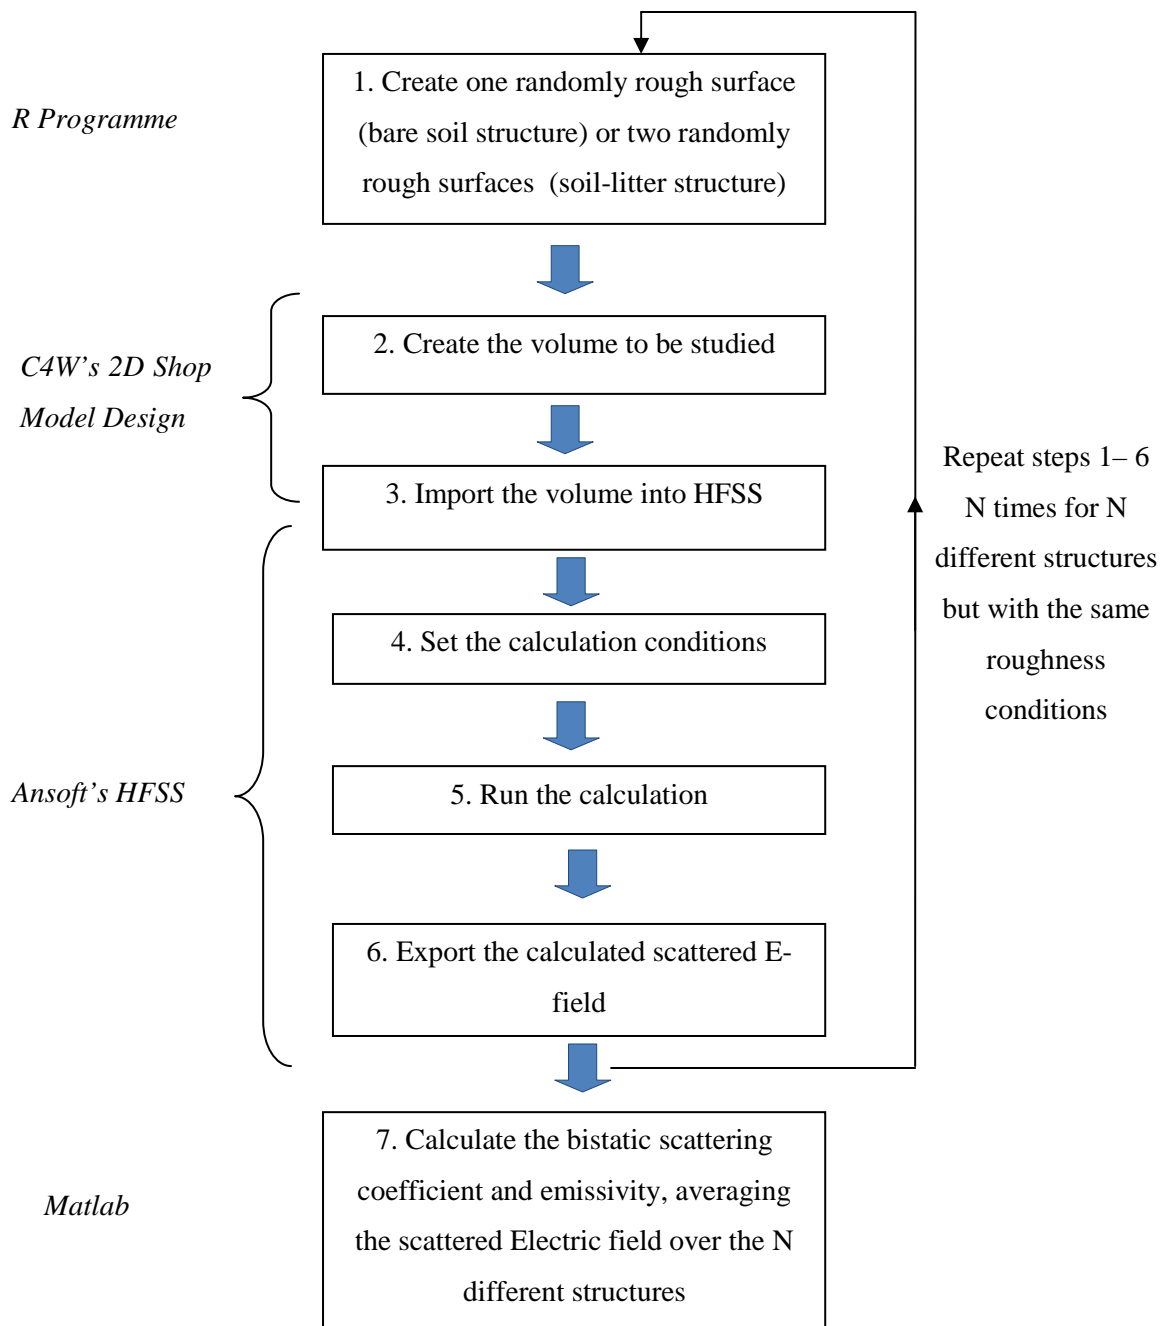 R Programme
1. Create one randomly rough surface
(bare soil structure) or two randomly
rough surfaces (soil-litter structure)
C4W's 2D Shop
Model Design
2. Create the volume to be studied
3. Import the volume into HFSS
Repeat steps 1– 6
N times for N
different structures
but with the same
roughness
conditions
Ansoft's HFSS
4. Set the calculation conditions
5. Run the calculation
6. Export the calculated scattered E-
field
Matlab
7. Calculate the bistatic scattering
coefficient and emissivity, averaging
the scattered Electric field over the N
different structures